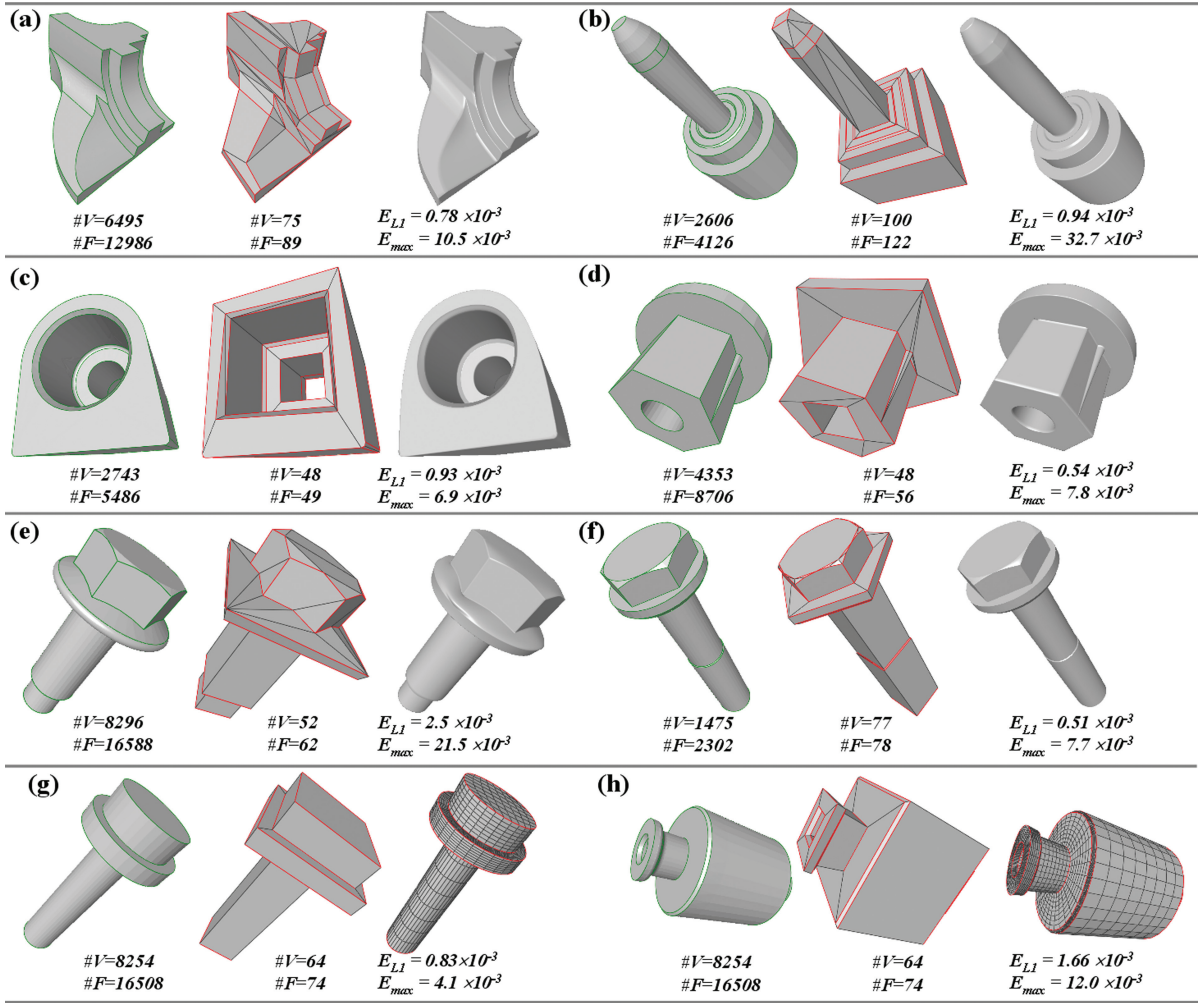 (a)
#V=6495
#F=12986
#V=75
#F=89
E_L1 = 0.78 ×10^-3
E_max = 10.5 ×10^-3
(b)
#V=2606
#F=4126
#V=100
#F=122
E_L1 = 0.94 ×10^-3
E_max = 32.7 ×10^-3
(c)
#V=2743
#F=5486
#V=48
#F=49
E_L1 = 0.93 ×10^-3
E_max = 6.9 ×10^-3
(d)
#V=4353
#F=8706
#V=48
#F=56
E_L1 = 0.54 ×10^-3
E_max = 7.8 ×10^-3
(e)
#V=8296
#F=16588
#V=52
#F=62
E_L1 = 2.5 ×10^-3
E_max = 21.5 ×10^-3
(f)
#V=1475
#F=2302
#V=77
#F=78
E_L1 = 0.51 ×10^-3
E_max = 7.7 ×10^-3
(g)
#V=8254
#F=16508
#V=64
#F=74
E_L1 = 0.83×10^-3
E_max = 4.1 ×10^-3
(h)
#V=8254
#F=16508
#V=64
#F=74
E_L1 = 1.66 ×10^-3
E_max = 12.0 ×10^-3